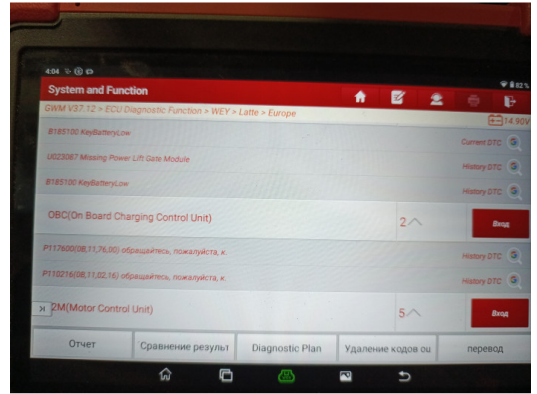 4:04
82%
System and Function
GWM V37.12 > ECU Diagnostic Function > WEY > Latte > Europe
14.90V
B185100 KeyBatteryLow
Current DTC
U023087 Missing Power Lift Gate Module
History DTC
B185100 KeyBatteryLow
History DTC
OBC(On Board Charging Control Unit)
2
Вход
P117600(08,11,76,00) обращайтесь, пожалуйста, к.
History DTC
P110216(08,11,02,16) обращайтесь, пожалуйста, к.
History DTC
2M(Motor Control Unit)
5
Вход
Отчет
Сравнение результ
Diagnostic Plan
Удаление кодов ou
перевод